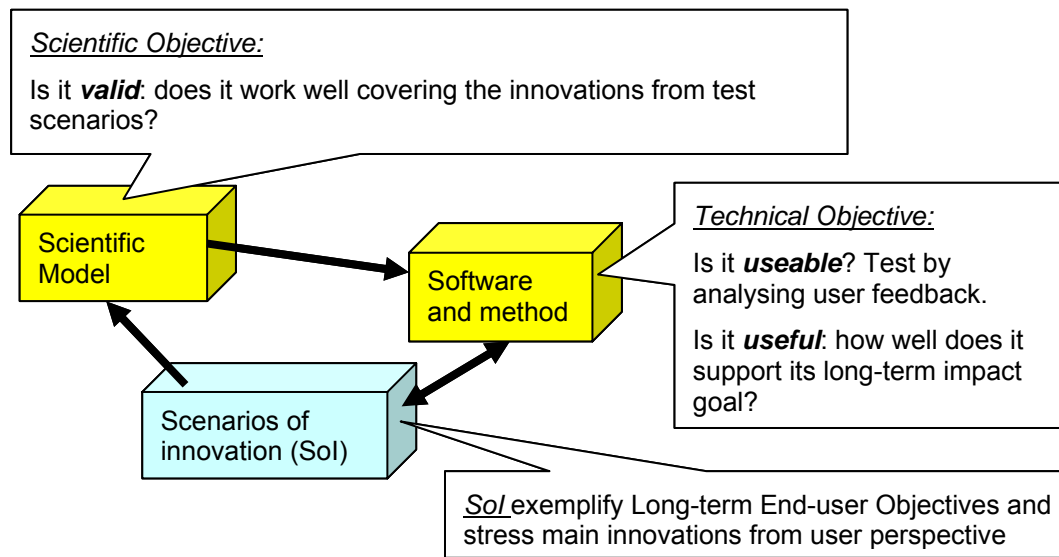 Scientific Objective:
Is it valid: does it work well covering the innovations from test
scenarios?
Scientific
Model
Software
and method
Technical Objective:
Is it useable? Test by
analysing user feedback.
Is it useful: how well does it
support its long-term impact
goal?
Scenarios of
innovation (SoI)
SoI exemplify Long-term End-user Objectives and
stress main innovations from user perspective